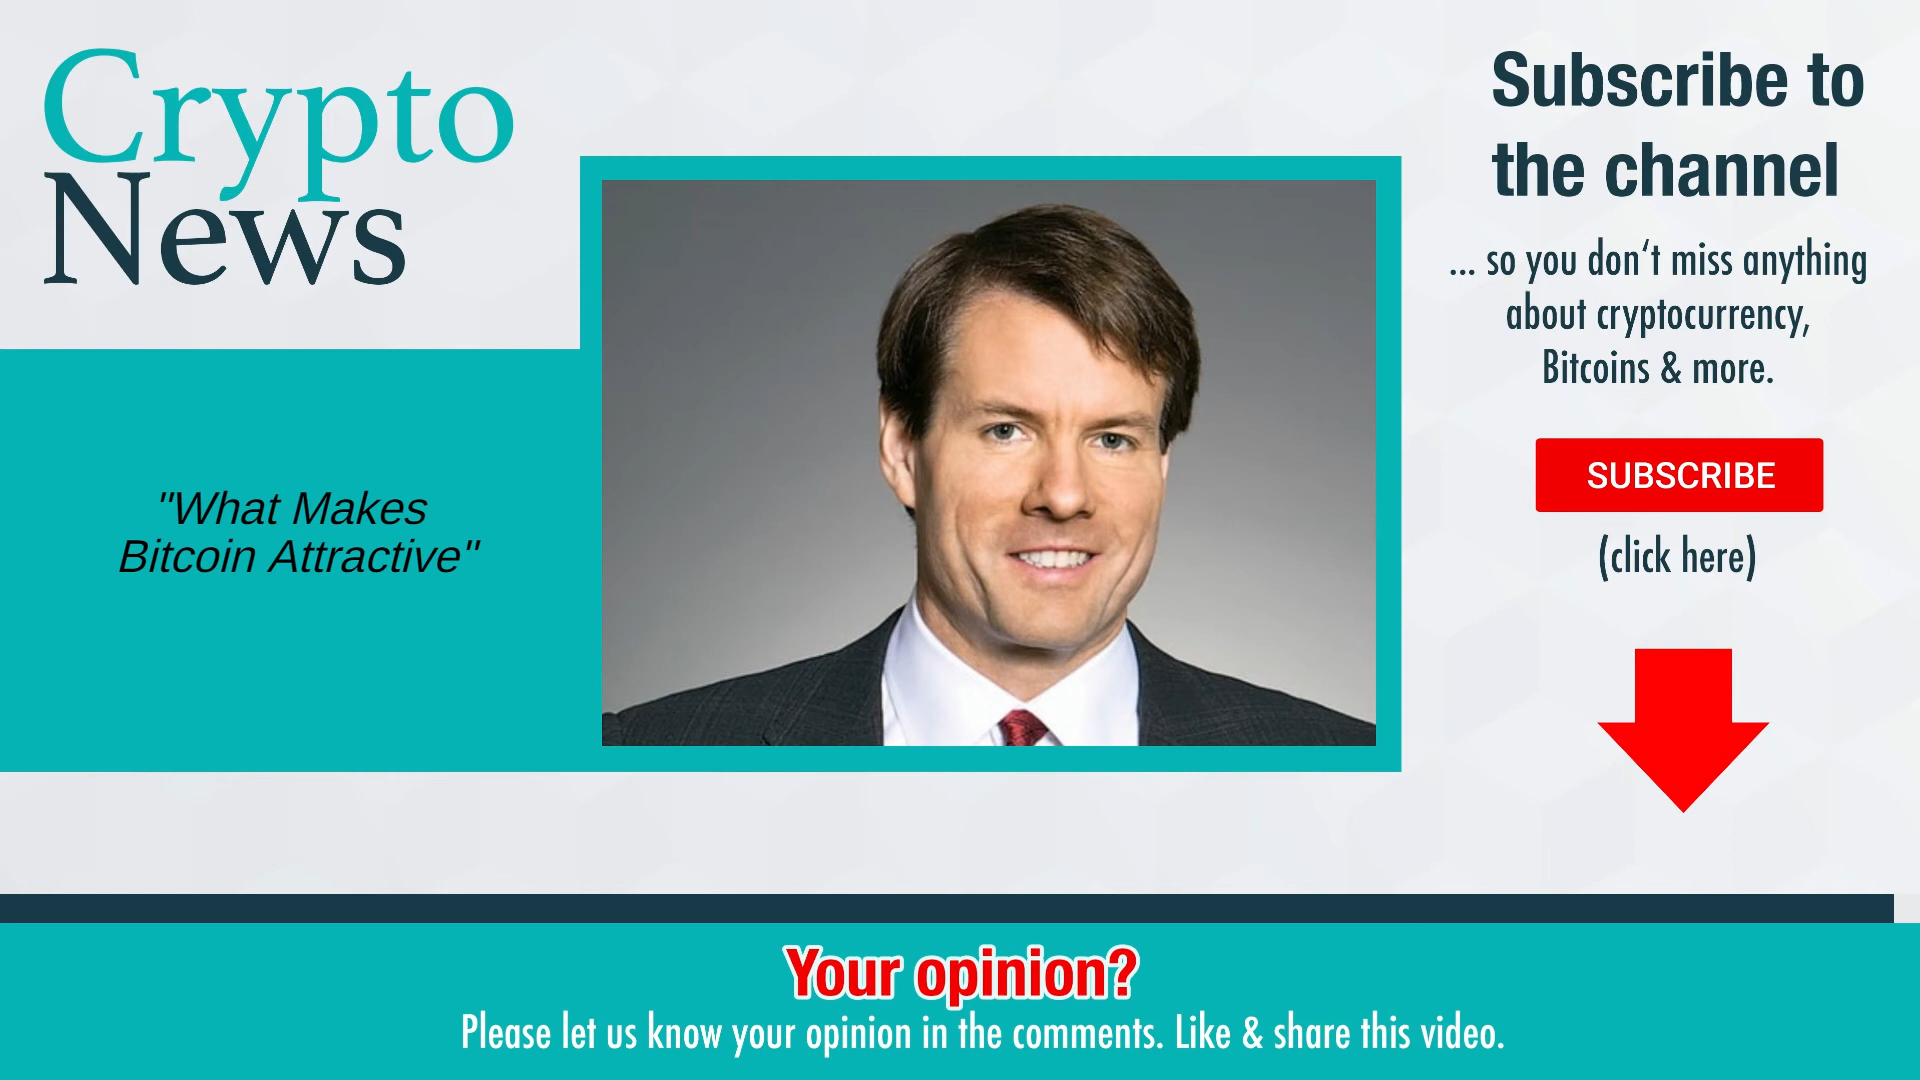 Crypto
News
"What Makes
Bitcoin Attractive"
Subscribe to
the channel
... so you don‘t miss anything
about cryptocurrency,
Bitcoins & more.
SUBSCRIBE
(click here)
Your opinion?
Please let us know your opinion in the comments. Like & share this video.